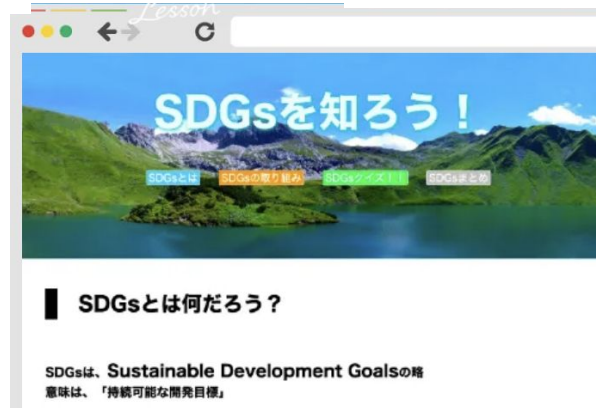 Lesson
SDGsを知ろう！
SDGsとは SDGsの取り組み SDGsクイズ！！ SDGsまとめ
SDGsとは何だろう？
SDGsは、Sustainable Development Goalsの略
意味は、「持続可能な開発目標」